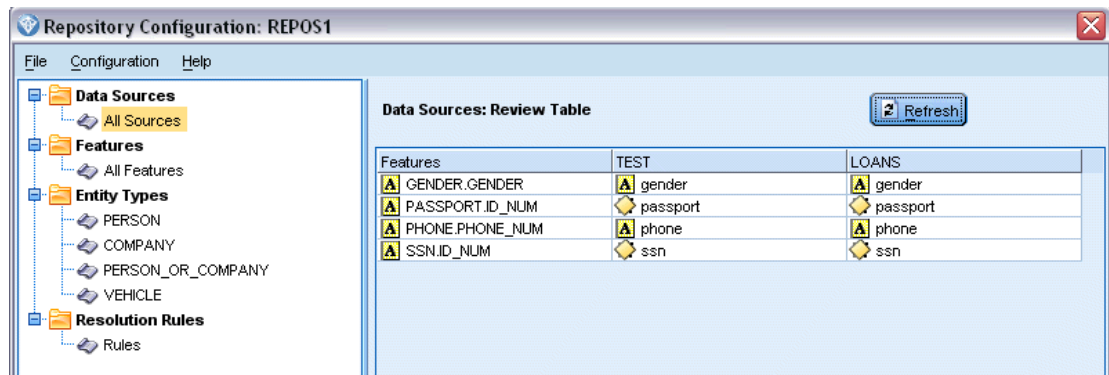 Repository Configuration: REPOS1
File Configuration Help
Data Sources
All Sources
Features
All Features
Entity Types
PERSON
COMPANY
PERSON_OR_COMPANY
VEHICLE
Resolution Rules
Rules
Data Sources: Review Table
Refresh
Features TEST LOANS
A GENDER.GENDER A gender A gender
A PASSPORT.ID_NUM passport passport
A PHONE.PHONE_NUM A phone A phone
A SSN.ID_NUM ssn ssn